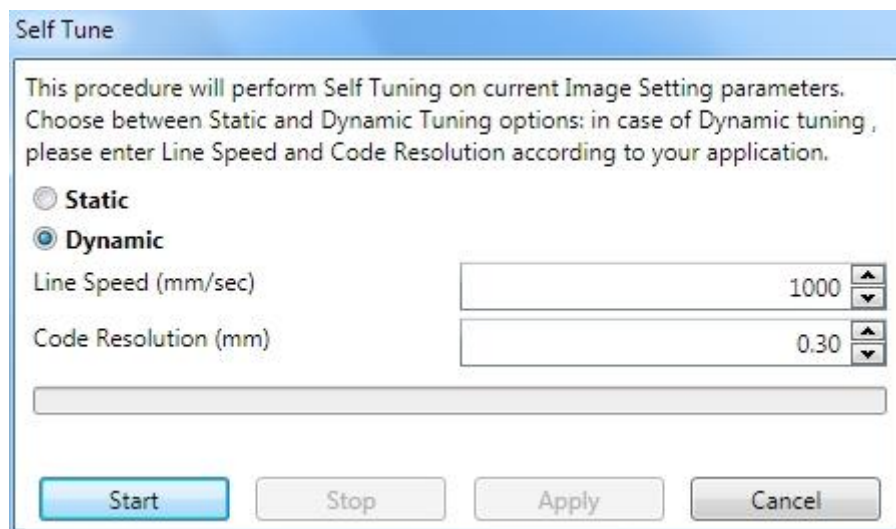 Self Tune
This procedure will perform Self Tuning on current Image Setting parameters.
Choose between Static and Dynamic Tuning options: in case of Dynamic tuning ,
please enter Line Speed and Code Resolution according to your application.
Static
Dynamic
Line Speed (mm/sec) 1000
Code Resolution (mm) 0.30
Start Stop Apply Cancel